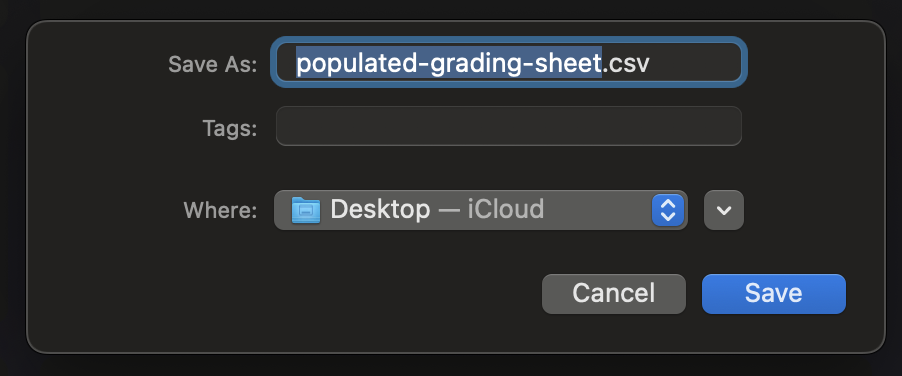 Save As: populated-grading-sheet.csv
Tags:
Where: Desktop — iCloud
Cancel Save